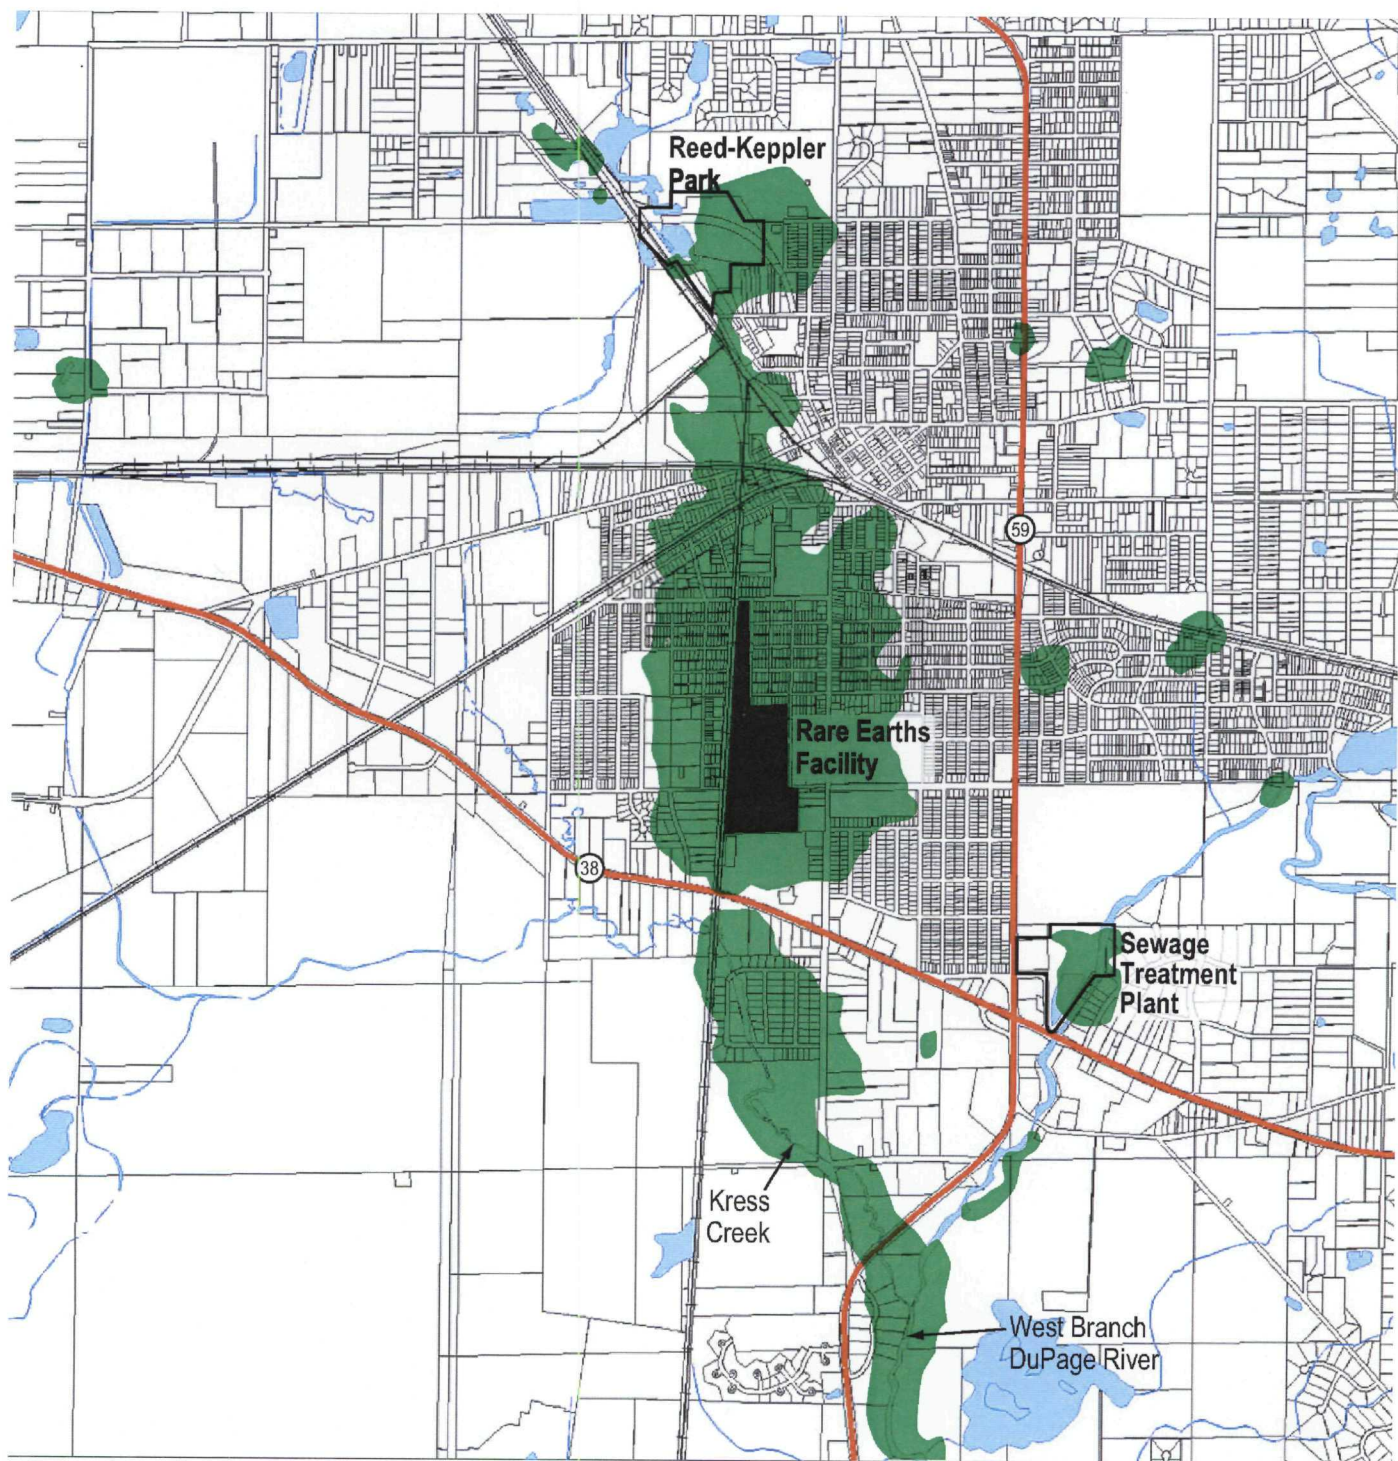 Reed-Keppler
Park
59
Rare Earths
Facility
38
Sewage
Treatment
Plant
Kress
Creek
West Branch
DuPage River